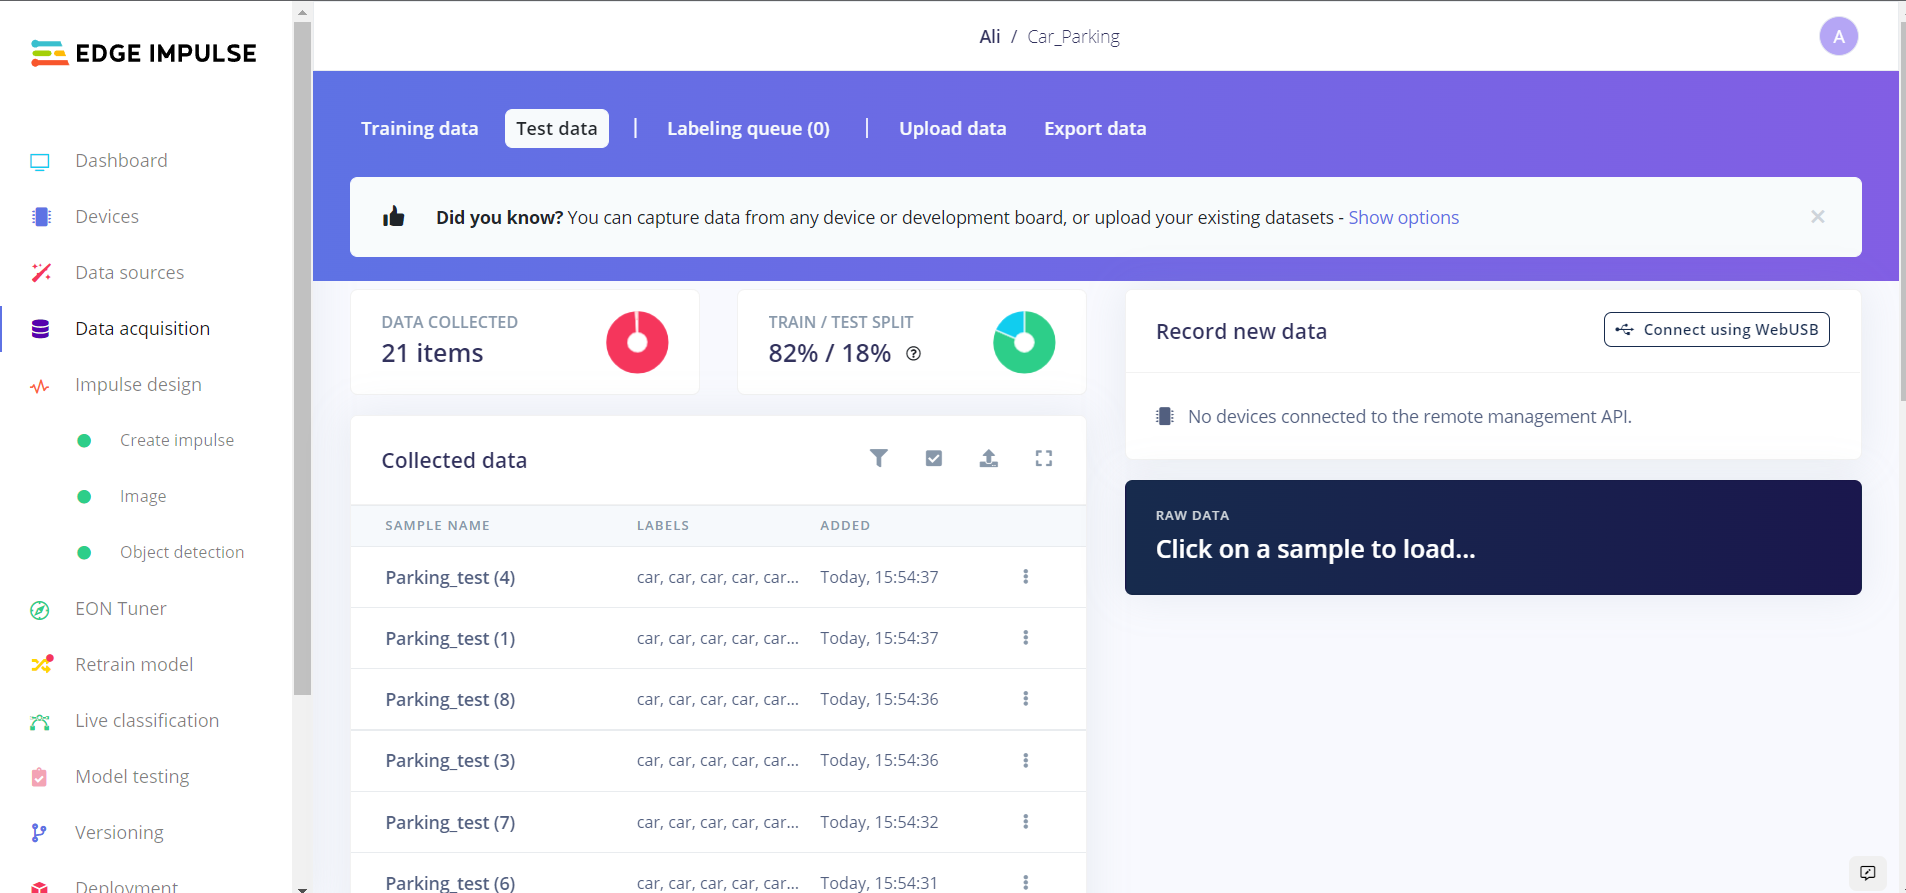 EDGE IMPULSE
Ali / Car_Parking
A
Dashboard
Devices
Data sources
Data acquisition
Impulse design
Create impulse
Image
Object detection
EON Tuner
Retrain model
Live classification
Model testing
Versioning
Deployment
Training data Test data | Labeling queue (0) | Upload data Export data
Did you know? You can capture data from any device or development board, or upload your existing datasets - Show options
DATA COLLECTED
21 items
TRAIN / TEST SPLIT
82% / 18%
Collected data
SAMPLE NAME LABELS ADDED
Parking_test (4) car, car, car, car, car... Today, 15:54:37
Parking_test (1) car, car, car, car, car... Today, 15:54:37
Parking_test (8) car, car, car, car, car... Today, 15:54:36
Parking_test (3) car, car, car, car, car... Today, 15:54:36
Parking_test (7) car, car, car, car, car... Today, 15:54:32
Parking_test (6) car, car, car, car, car... Today, 15:54:31
Record new data
Connect using WebUSB
No devices connected to the remote management API.
RAW DATA
Click on a sample to load...